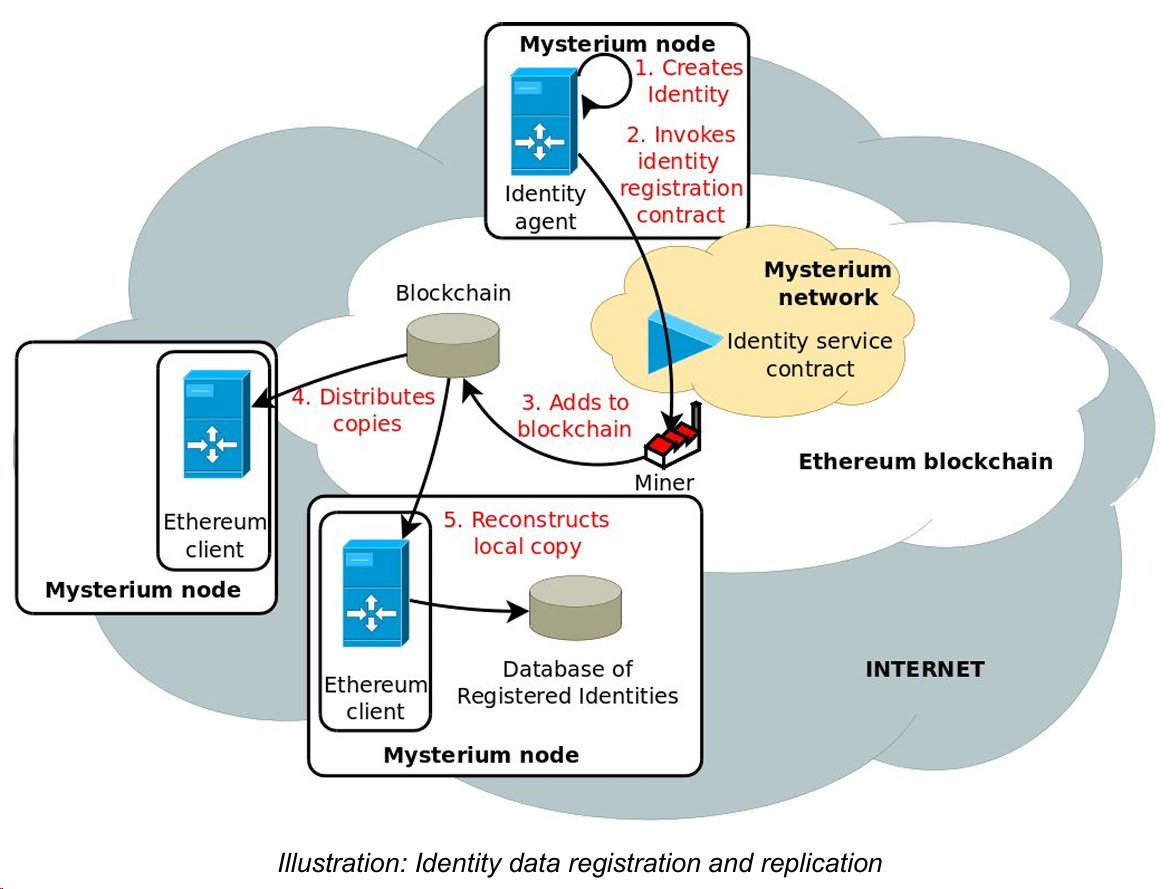 Mysterium node
1. Creates
Identity
2. Invokes
identity
registration
contract
Identity
agent
Mysterium
network
Identity service
contract
Blockchain
4. Distributes
copies
3. Adds to
blockchain
Miner
Ethereum blockchain
Ethereum
client
Mysterium node
5. Reconstructs
local copy
Ethereum
client
Database of
Registered Identities
Mysterium node
INTERNET
Illustration: Identity data registration and replication